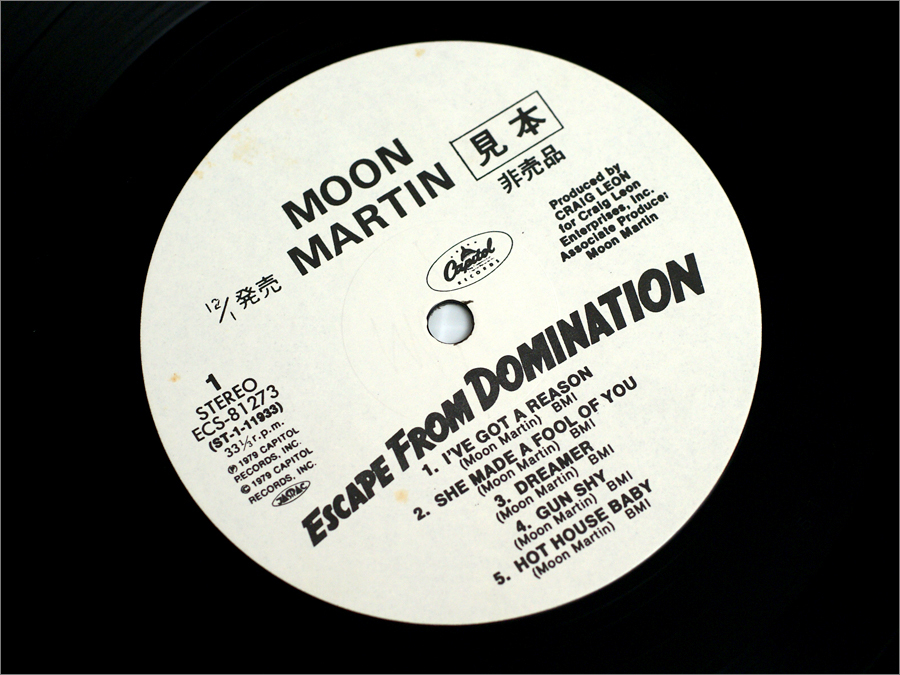 MOON
MARTIN
見本
非売品
Produced by
CRAIG LEON
for Craig Leon
Enterprises, Inc.
Associate Producer:
Moon Martin
Capitol
RECORDS
12/1 発売
1
STEREO
ECS-81273
(ST-1-11933)
33⅓ r.p.m.
℗ 1979 CAPITOL
RECORDS, INC.
© 1979 CAPITOL
RECORDS, INC.
ESCAPE FROM DOMINATION
1. I'VE GOT A REASON
(Moon Martin) BMI
2. SHE MADE A FOOL OF YOU
(Moon Martin) BMI
3. DREAMER
(Moon Martin) BMI
4. GUN SHY
(Moon Martin) BMI
5. HOT HOUSE BABY
(Moon Martin) BMI